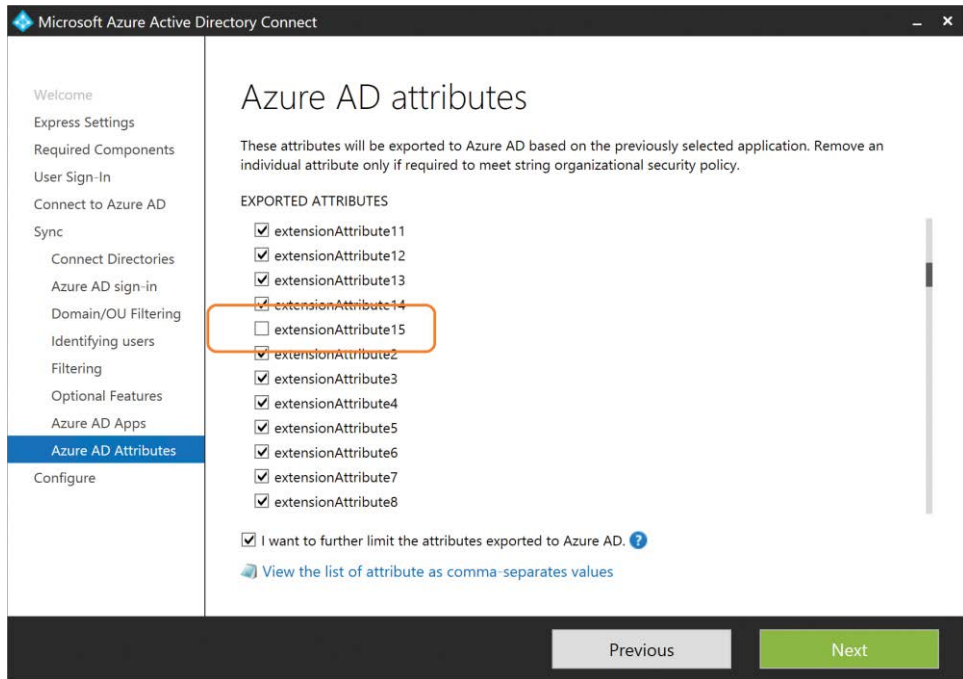 Microsoft Azure Active Directory Connect
Welcome
Express Settings
Required Components
User Sign-In
Connect to Azure AD
Sync
Connect Directories
Azure AD sign-in
Domain/OU Filtering
Identifying users
Filtering
Optional Features
Azure AD Apps
Azure AD Attributes
Configure
Azure AD attributes
These attributes will be exported to Azure AD based on the previously selected application. Remove an
individual attribute only if required to meet string organizational security policy.
EXPORTED ATTRIBUTES
extensionAttribute11
extensionAttribute12
extensionAttribute13
extensionAttribute14
extensionAttribute15
extensionAttribute2
extensionAttribute3
extensionAttribute4
extensionAttribute5
extensionAttribute6
extensionAttribute7
extensionAttribute8
I want to further limit the attributes exported to Azure AD. ?
View the list of attribute as comma-separates values
Previous
Next